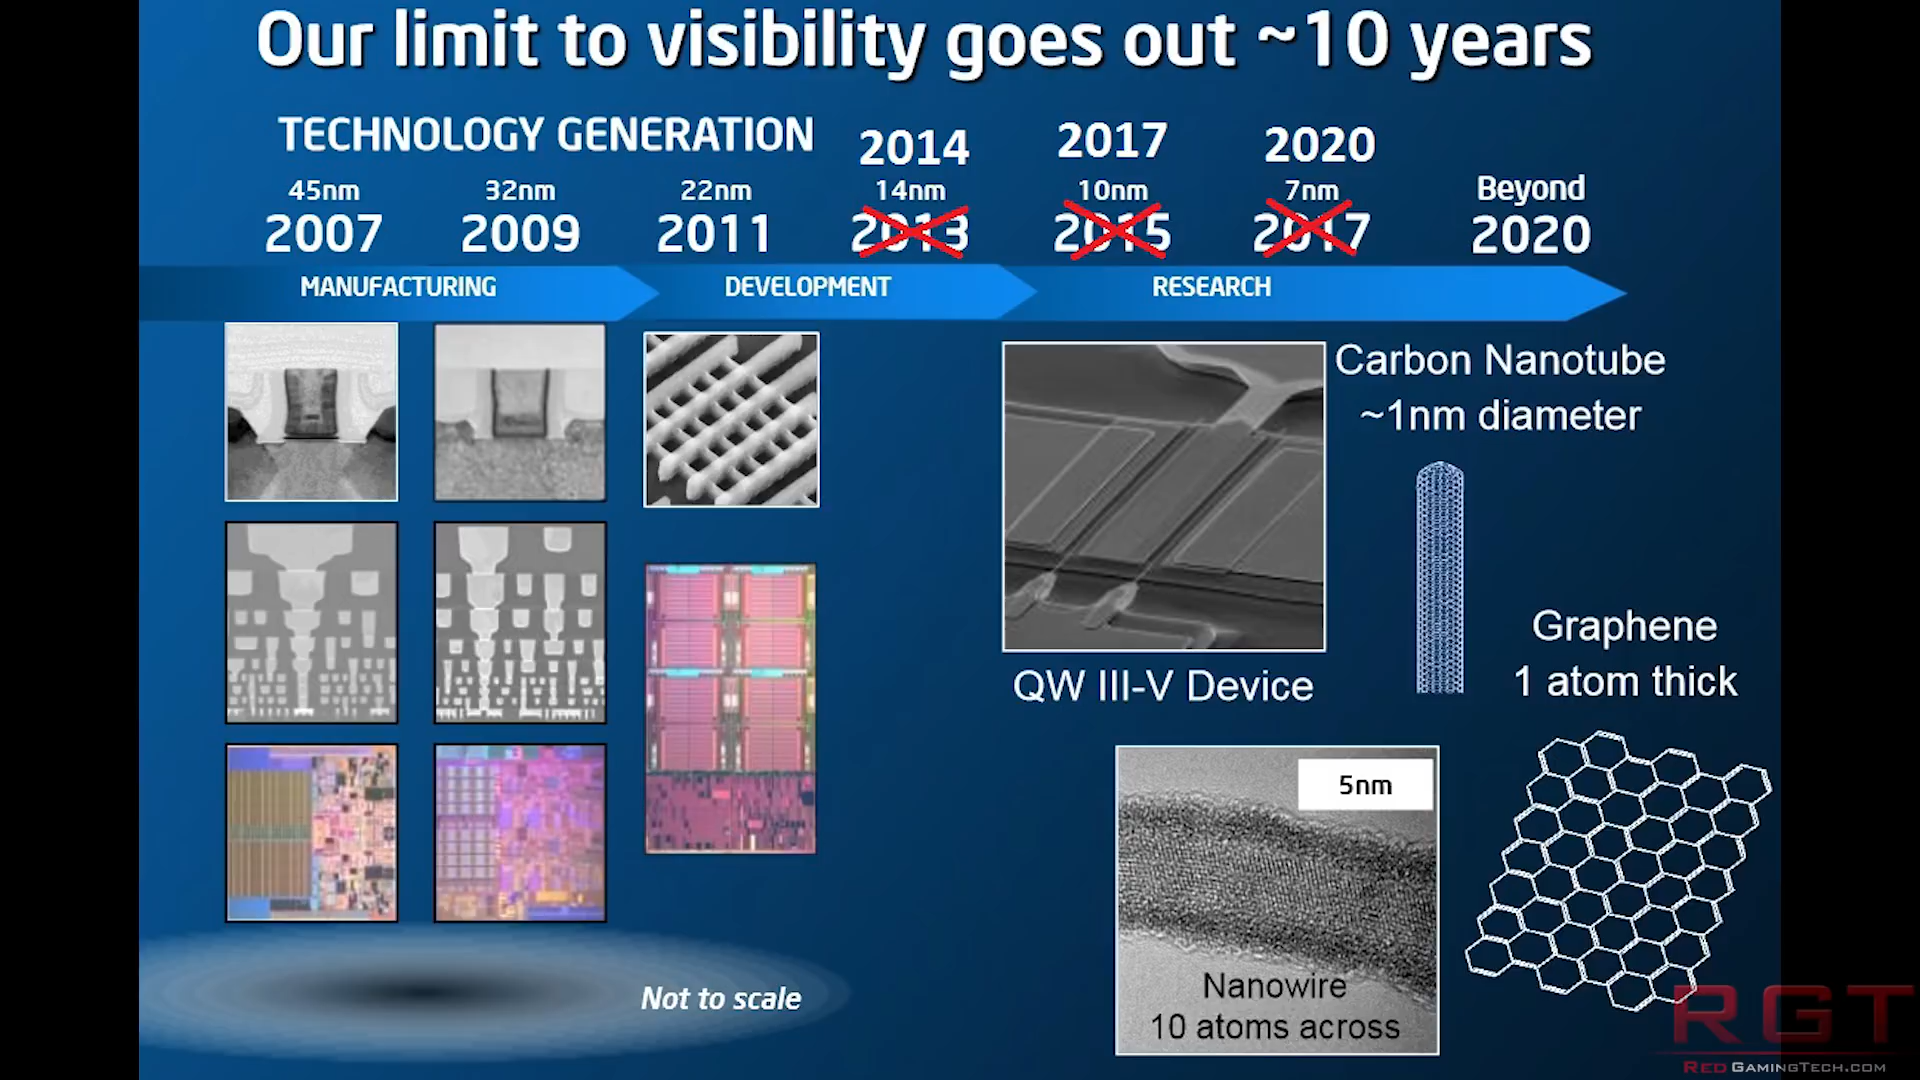 Our limit to visibility goes out ~10 years
TECHNOLOGY GENERATION
2014
2017
2020
45nm
32nm
22nm
14nm
10nm
7nm
Beyond
2007
2009
2011
2013
2015
2017
2020
MANUFACTURING
DEVELOPMENT
RESEARCH
Carbon Nanotube
~1nm diameter
QW III-V Device
Graphene
1 atom thick
5nm
Nanowire
10 atoms across
Not to scale
RGT
REDGAMINGTECH.COM